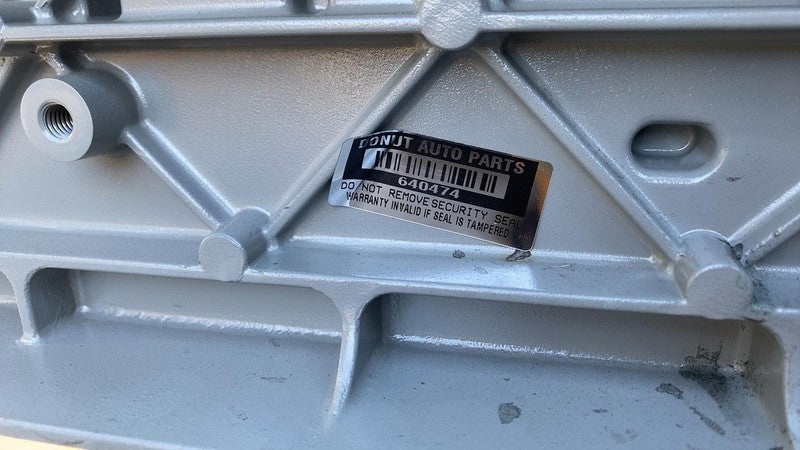 DONUT AUTO PARTS
640474
DO NOT REMOVE SECURITY SEAL
WARRANTY INVALID IF SEAL IS TAMPERED